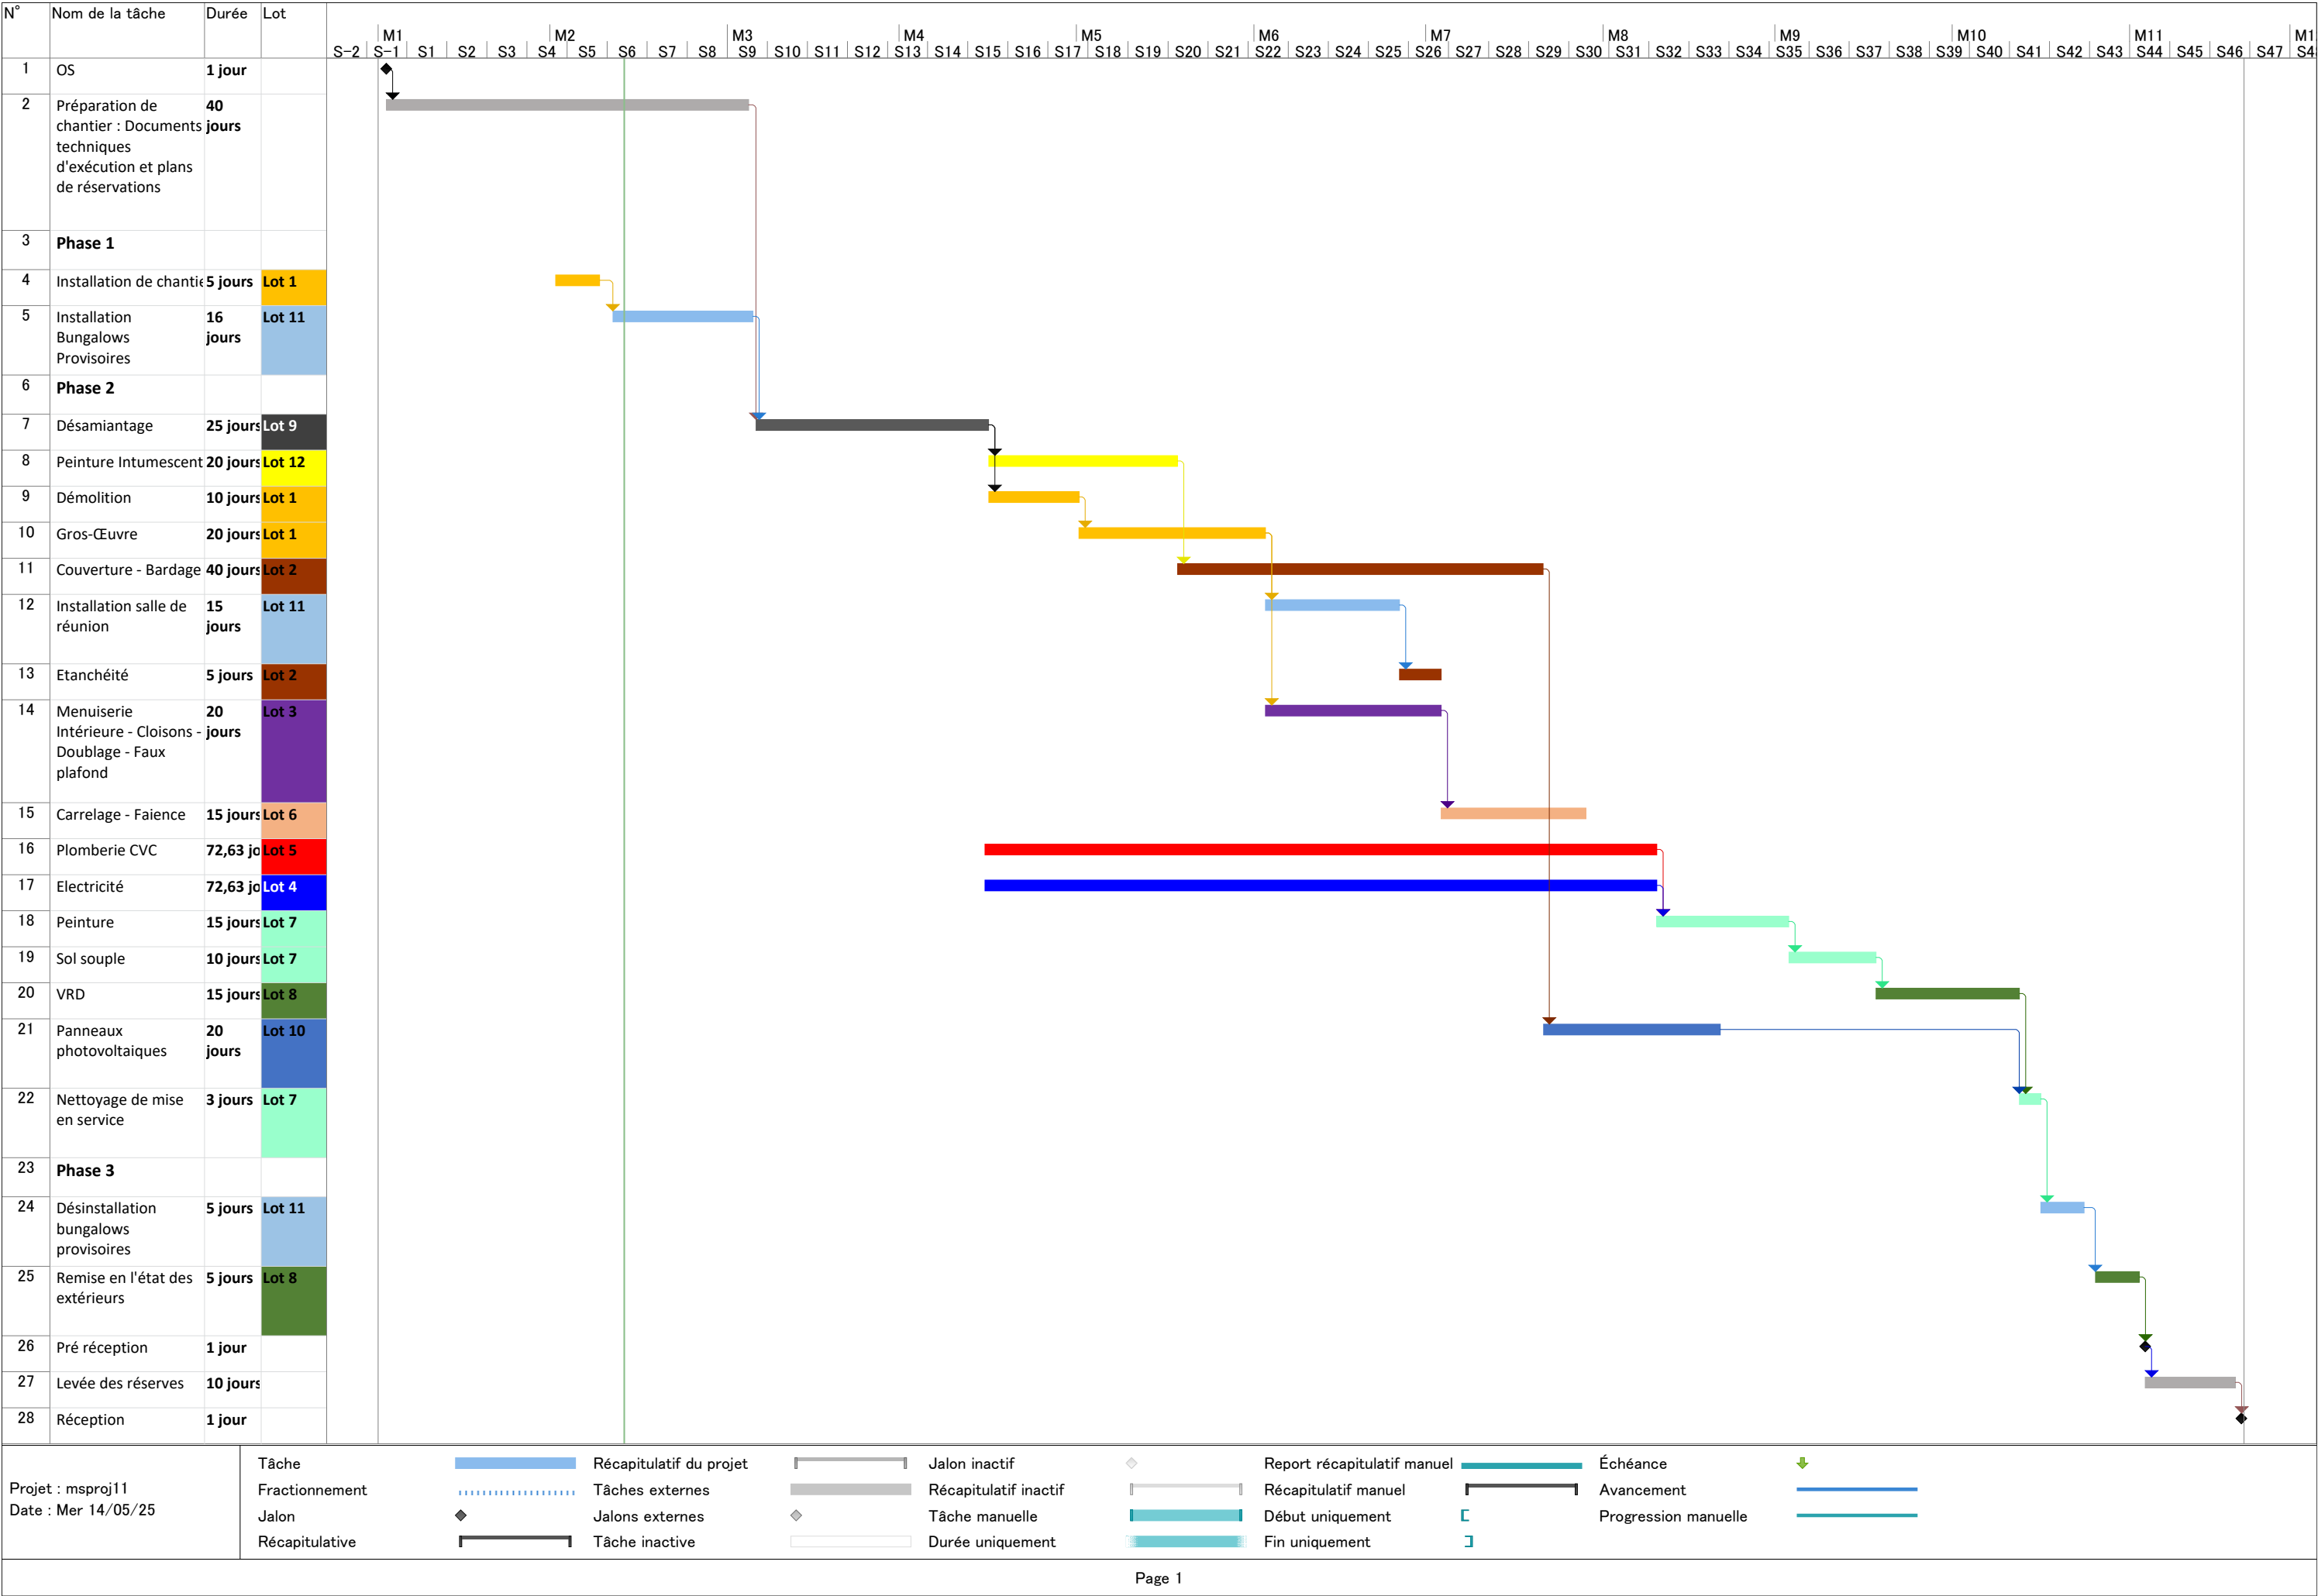 N° Nom de la tâche Durée Lot
M1 M2 M3 M4 M5 M6 M7 M8 M9 M10 M11 M1
S-2 S-1 S1 S2 S3 S4 S5 S6 S7 S8 S9 S10 S11 S12 S13 S14 S15 S16 S17 S18 S19 S20 S21 S22 S23 S24 S25 S26 S27 S28 S29 S30 S31 S32 S33 S34 S35 S36 S37 S38 S39 S40 S41 S42 S43 S44 S45 S46 S47 S4
1 OS 1 jour
2 Préparation de 40
chantier : Documents jours
techniques
d'exécution et plans
de réservations
3 Phase 1
4 Installation de chantie 5 jours Lot 1
5 Installation 16 Lot 11
Bungalows jours
Provisoires
6 Phase 2
7 Désamiantage 25 jours Lot 9
8 Peinture Intumescent 20 jours Lot 12
9 Démolition 10 jours Lot 1
10 Gros-Œuvre 20 jours Lot 1
11 Couverture - Bardage 40 jours Lot 2
12 Installation salle de 15 Lot 11
réunion jours
13 Etanchéité 5 jours Lot 2
14 Menuiserie 20 Lot 3
Intérieure - Cloisons - jours
Doublage - Faux
plafond
15 Carrelage - Faience 15 jours Lot 6
16 Plomberie CVC 72,63 jo Lot 5
17 Electricité 72,63 jo Lot 4
18 Peinture 15 jours Lot 7
19 Sol souple 10 jours Lot 7
20 VRD 15 jours Lot 8
21 Panneaux 20 Lot 10
photovoltaiques jours
22 Nettoyage de mise 3 jours Lot 7
en service
23 Phase 3
24 Désinstallation 5 jours Lot 11
bungalows
provisoires
25 Remise en l'état des 5 jours Lot 8
extérieurs
26 Pré réception 1 jour
27 Levée des réserves 10 jours
28 Réception 1 jour
Projet : msproj11
Date : Mer 14/05/25
Tâche Récapitulatif du projet Jalon inactif Report récapitulatif manuel Échéance
Fractionnement Tâches externes Récapitulatif inactif Récapitulatif manuel Avancement
Jalon Jalons externes Tâche manuelle Début uniquement Progression manuelle
Récapitulative Tâche inactive Durée uniquement Fin uniquement
Page 1